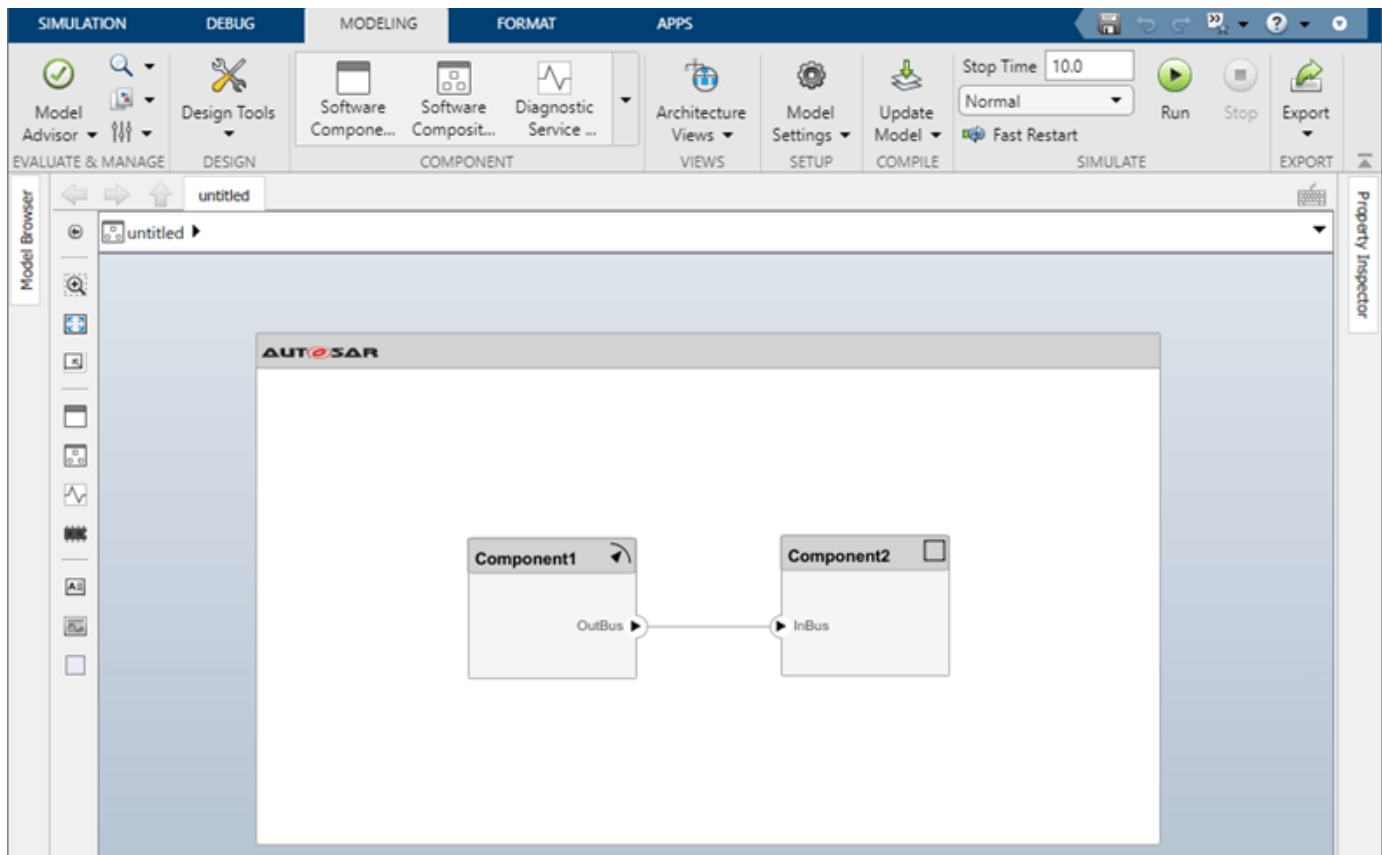 SIMULATION DEBUG MODELING FORMAT APPS
Model Advisor
Design Tools
Software Compone...
Software Composit...
Diagnostic Service ...
Architecture Views
Model Settings
Update Model
Stop Time 10.0
Normal
Fast Restart
Run
Stop
Export
EVALUATE & MANAGE DESIGN COMPONENT VIEWS SETUP COMPILE SIMULATE EXPORT
Model Browser
untitled
untitled
Property Inspector
AUTOSAR
Component1
OutBus
Component2
InBus